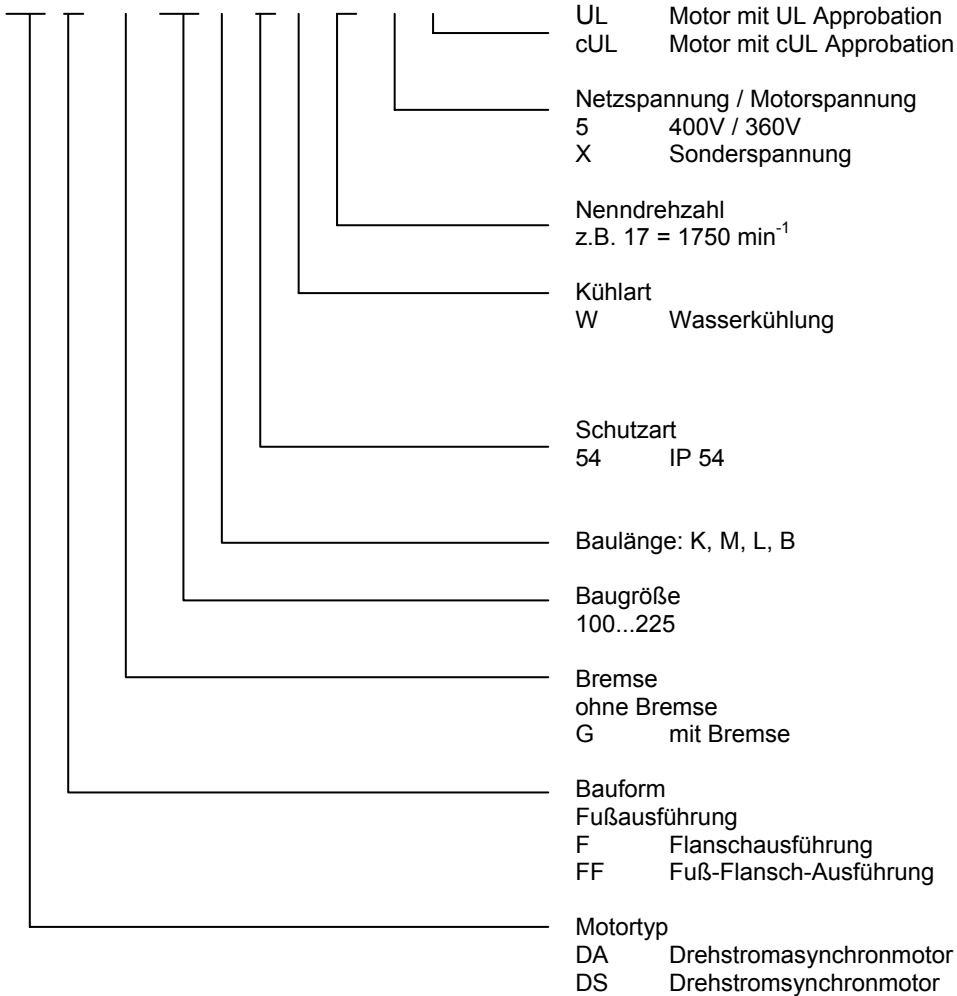 UL Motor mit UL Approbation
cUL Motor mit cUL Approbation
Netzspannung / Motorspannung
5 400V / 360V
X Sonderspannung
Nenndrehzahl
z.B. 17 = 1750 min-1
Kühlart
W Wasserkühlung
Schutzart
54 IP 54
Baulänge: K, M, L, B
Baugröße
100...225
Bremse
ohne Bremse
G mit Bremse
Bauform
Fußausführung
F Flanschausführung
FF Fuß-Flansch-Ausführung
Motortyp
DA Drehstromasynchronmotor
DS Drehstromsynchronmotor